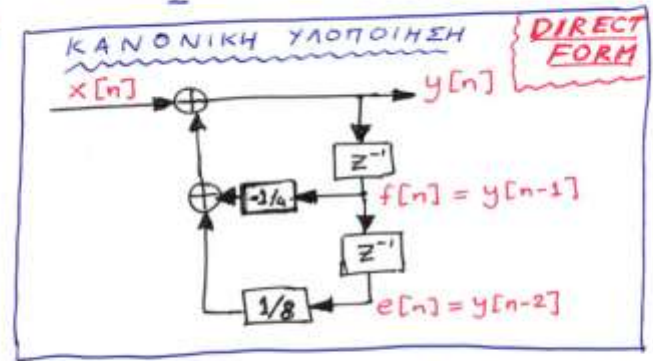 ΚΑΝΟΝΙΚΗ ΥΛΟΠΟΙΗΣΗ
DIRECT FORM
x[n]
y[n]
z⁻¹
-1/4
f[n] = y[n-1]
z⁻¹
1/8
e[n] = y[n-2]